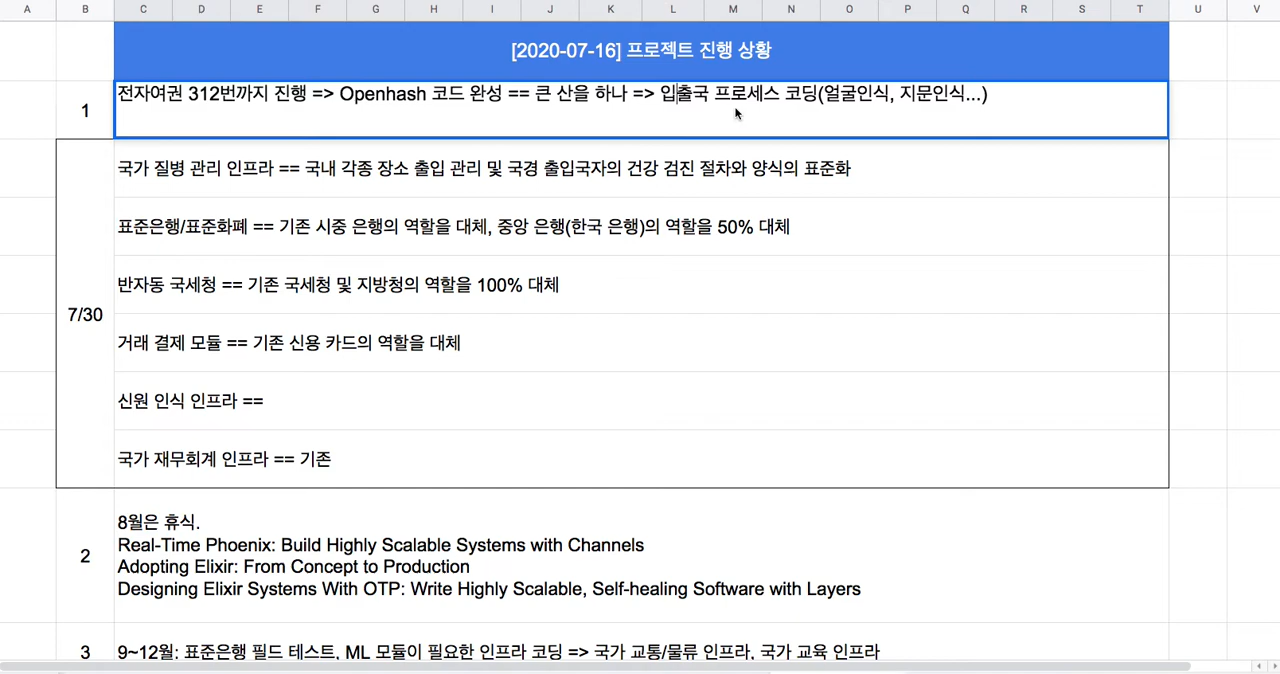 A B C D E F G H I J K L M N O P Q R S T U V
[2020-07-16] 프로젝트 진행 상황
1 전자여권 312번까지 진행 => Openhash 코드 완성 == 큰 산을 하나 => 입출국 프로세스 코딩(얼굴인식, 지문인식...)
국가 질병 관리 인프라 == 국내 각종 장소 출입 관리 및 국경 출입국자의 건강 검진 절차와 양식의 표준화
표준은행/표준화폐 == 기존 시중 은행의 역할을 대체, 중앙 은행(한국 은행)의 역할을 50% 대체
반자동 국세청 == 기존 국세청 및 지방청의 역할을 100% 대체
7/30
거래 결제 모듈 == 기존 신용 카드의 역할을 대체
신원 인식 인프라 ==
국가 재무회계 인프라 == 기존
8월은 휴식.
Real-Time Phoenix: Build Highly Scalable Systems with Channels
2
Adopting Elixir: From Concept to Production
Designing Elixir Systems With OTP: Write Highly Scalable, Self-healing Software with Layers
3 9~12월: 표준은행 필드 테스트, ML 모듈이 필요한 인프라 코딩 => 국가 교통/물류 인프라, 국가 교육 인프라